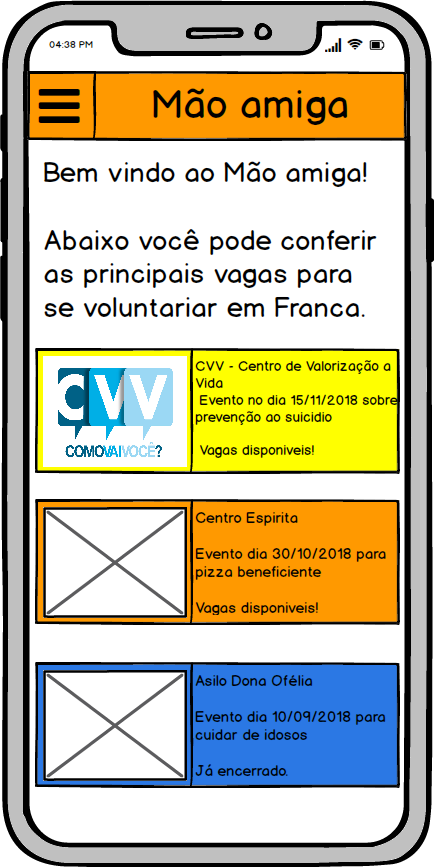 04:38 PM
Mão amiga
Bem vindo ao Mão amiga!
Abaixo você pode conferir
as principais vagas para
se voluntariar em Franca.
CVV
COMOVAIVOCÊ?
CVV - Centro de Valorização a
Vida
Evento no dia 15/11/2018 sobre
prevenção ao suicidio
Vagas disponiveis!
Centro Espirita
Evento dia 30/10/2018 para
pizza beneficiente
Vagas disponiveis!
Asilo Dona Ofélia
Evento dia 10/09/2018 para
cuidar de idosos
Já encerrado.